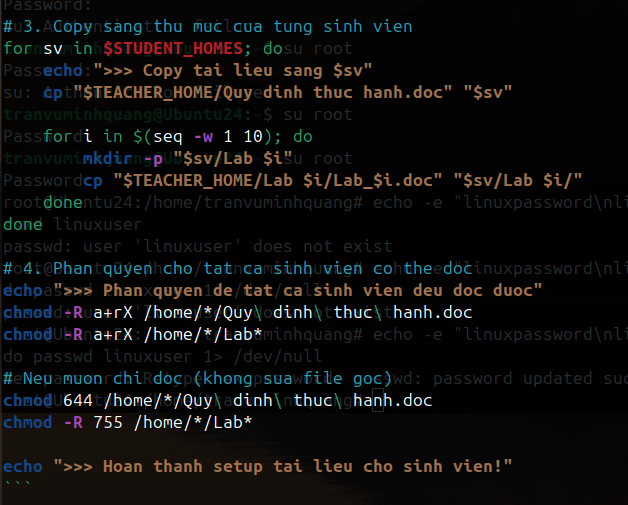 # 3. Copy sang thu muc cua tung sinh vien
for sv in $STUDENT_HOMES; do
    echo ">>> Copy tai lieu sang $sv"
    cp "$TEACHER_HOME/Quy dinh thuc hanh.doc" "$sv"

    for i in $(seq -w 1 10); do
        mkdir -p "$sv/Lab $i"
        cp "$TEACHER_HOME/Lab $i/Lab_$i.doc" "$sv/Lab $i/"
    done
done

# 4. Phan quyen cho tat ca sinh vien co the doc
echo ">>> Phan quyen de tat ca sinh vien deu doc duoc"
chmod -R a+rX /home/*/Quy\ dinh\ thuc\ hanh.doc
chmod -R a+rX /home/*/Lab*

# Neu muon chi doc (khong sua file goc)
chmod 644 /home/*/Quy\ dinh\ thuc\ hanh.doc
chmod -R 755 /home/*/Lab*

echo ">>> Hoan thanh setup tai lieu cho sinh vien!"
```